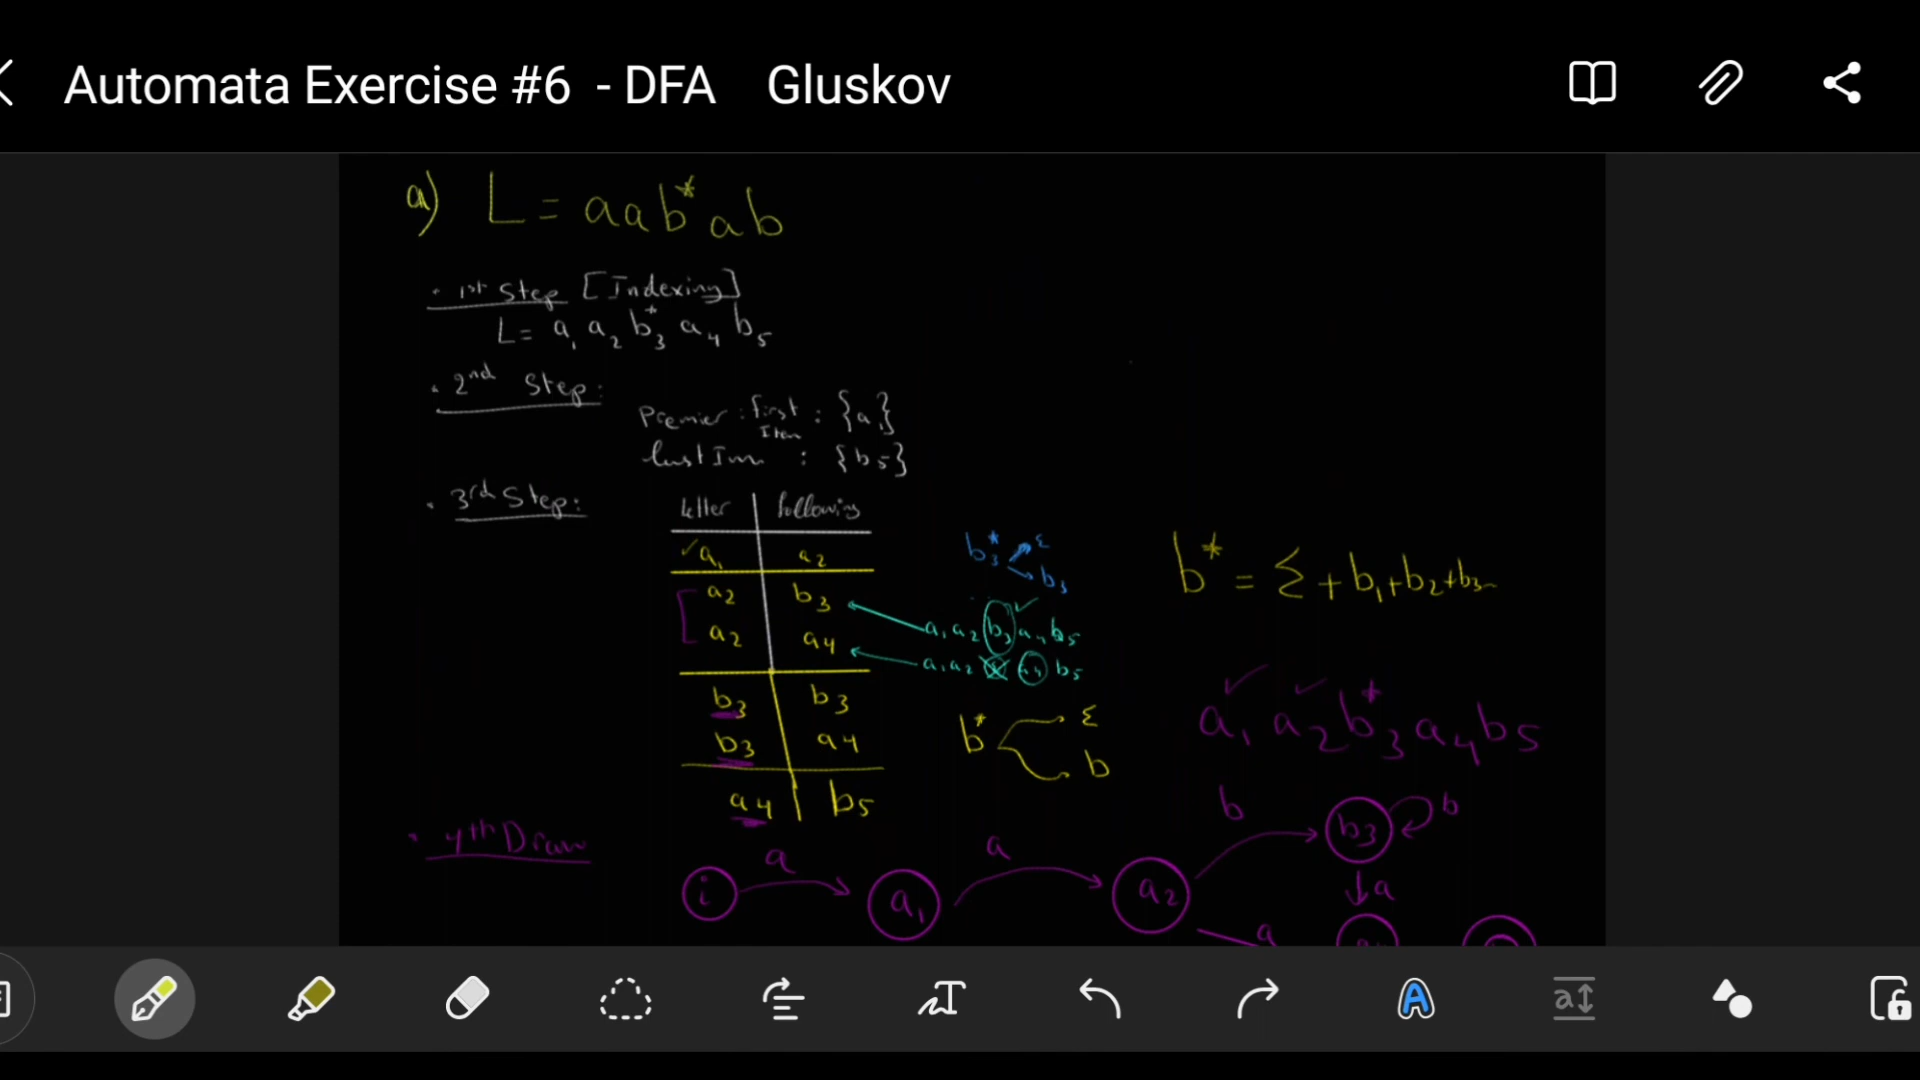 Automata Exercise #6 - DFA Gluskov
a) L = aab*ab
• 1st Step [Indexing]
L = a₁ a₂ b₃* a₄ b₅
• 2nd Step:
Premier : first Item : {a₁}
last : {b₅}
• 3rd Step:
letter following
a₁ a₂
a₂ b₃
a₂ a₄
b₃ b₃
b₃ a₄
a₄ b₅
b₃* ε
b₃
a₁ a₂ b₃ a₄ b₅
a₁ a₂ a₄ b₅
b* ε
b
b* = Σ + b₁ + b₂ + b₃
a₁ a₂ b₃* a₄ b₅
• 4th Draw
i a a₁ a a₂ b b₃ b
a
a
A